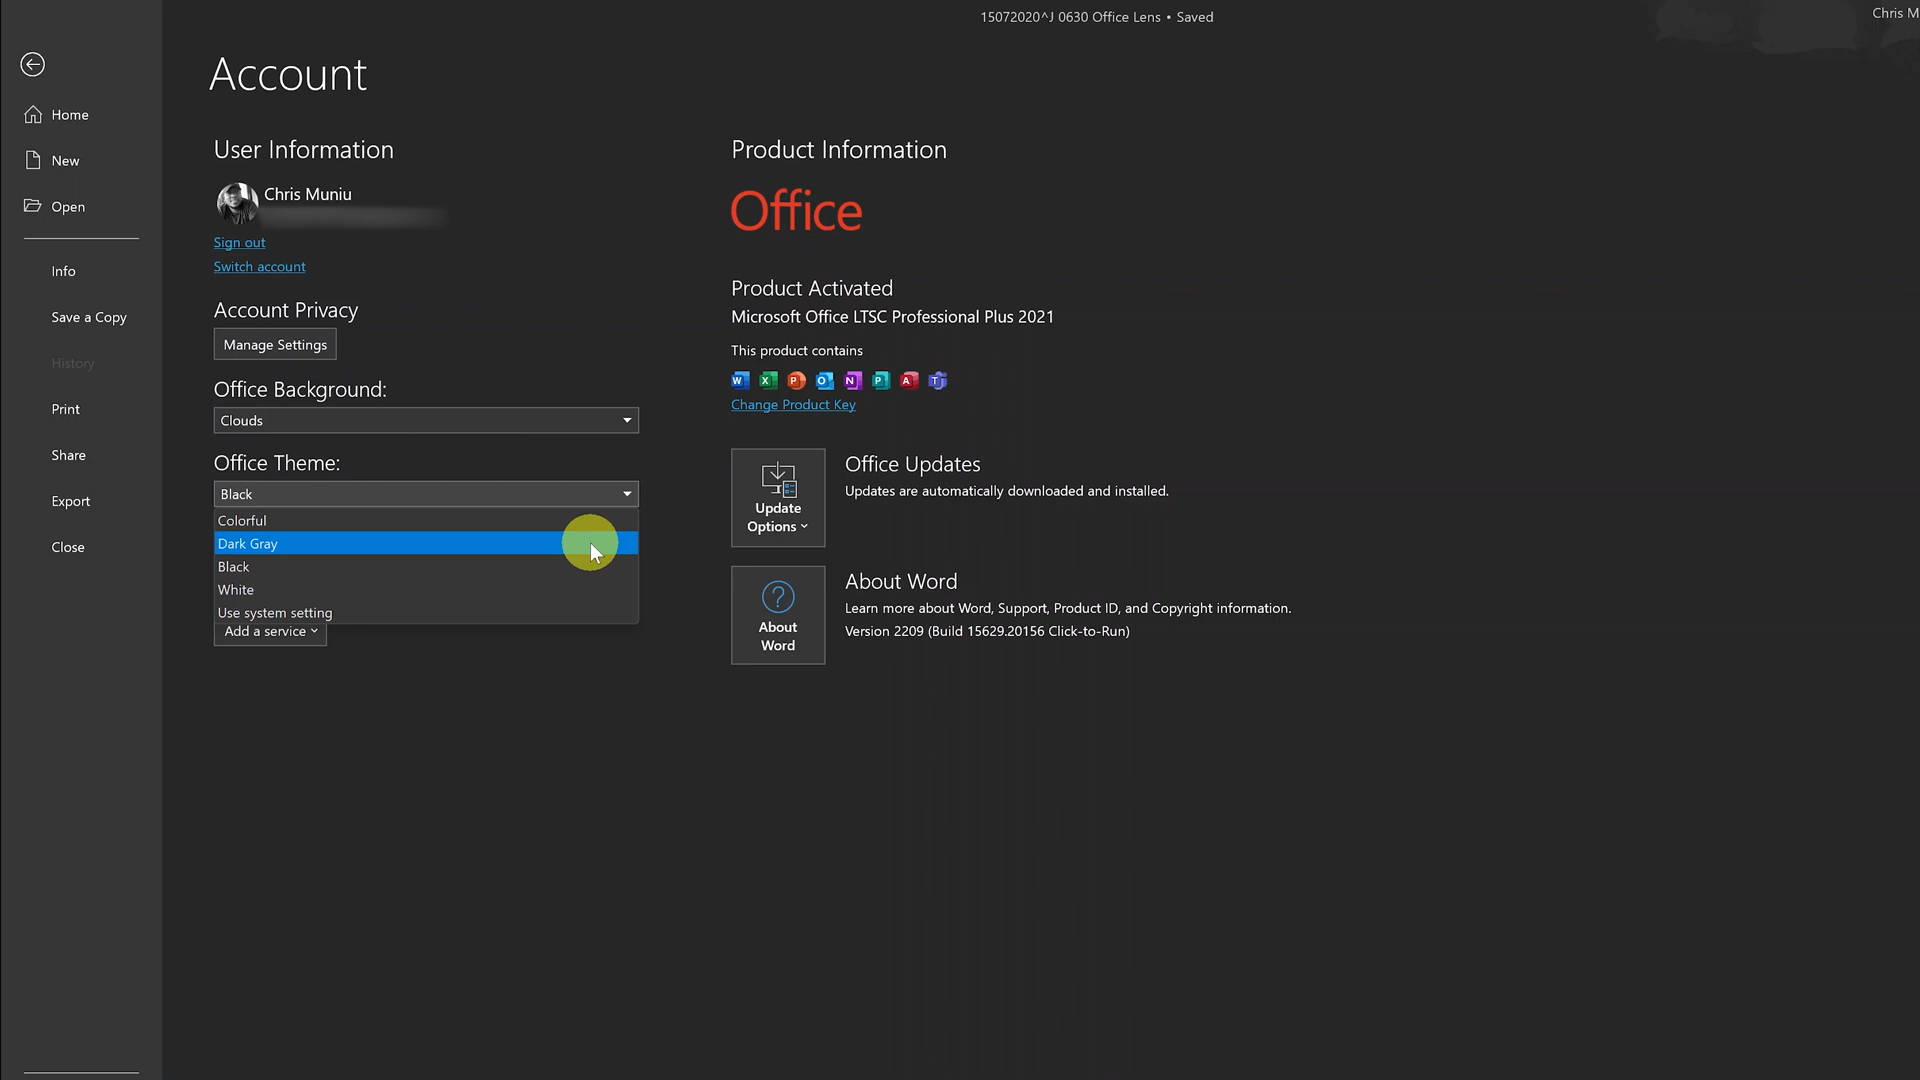 15072020^J 0630 Office Lens • Saved
Chris M
Account
Home
New
Open
Info
Save a Copy
History
Print
Share
Export
Close
User Information
Chris Muniu
Sign out
Switch account
Account Privacy
Manage Settings
Office Background:
Clouds
Office Theme:
Black
Colorful
Dark Gray
Black
White
Use system setting
Add a service
Product Information
Office
Product Activated
Microsoft Office LTSC Professional Plus 2021
This product contains
W X P O N P A T
Change Product Key
Update
Options
Office Updates
Updates are automatically downloaded and installed.
About
Word
About Word
Learn more about Word, Support, Product ID, and Copyright information.
Version 2209 (Build 15629.20156 Click-to-Run)